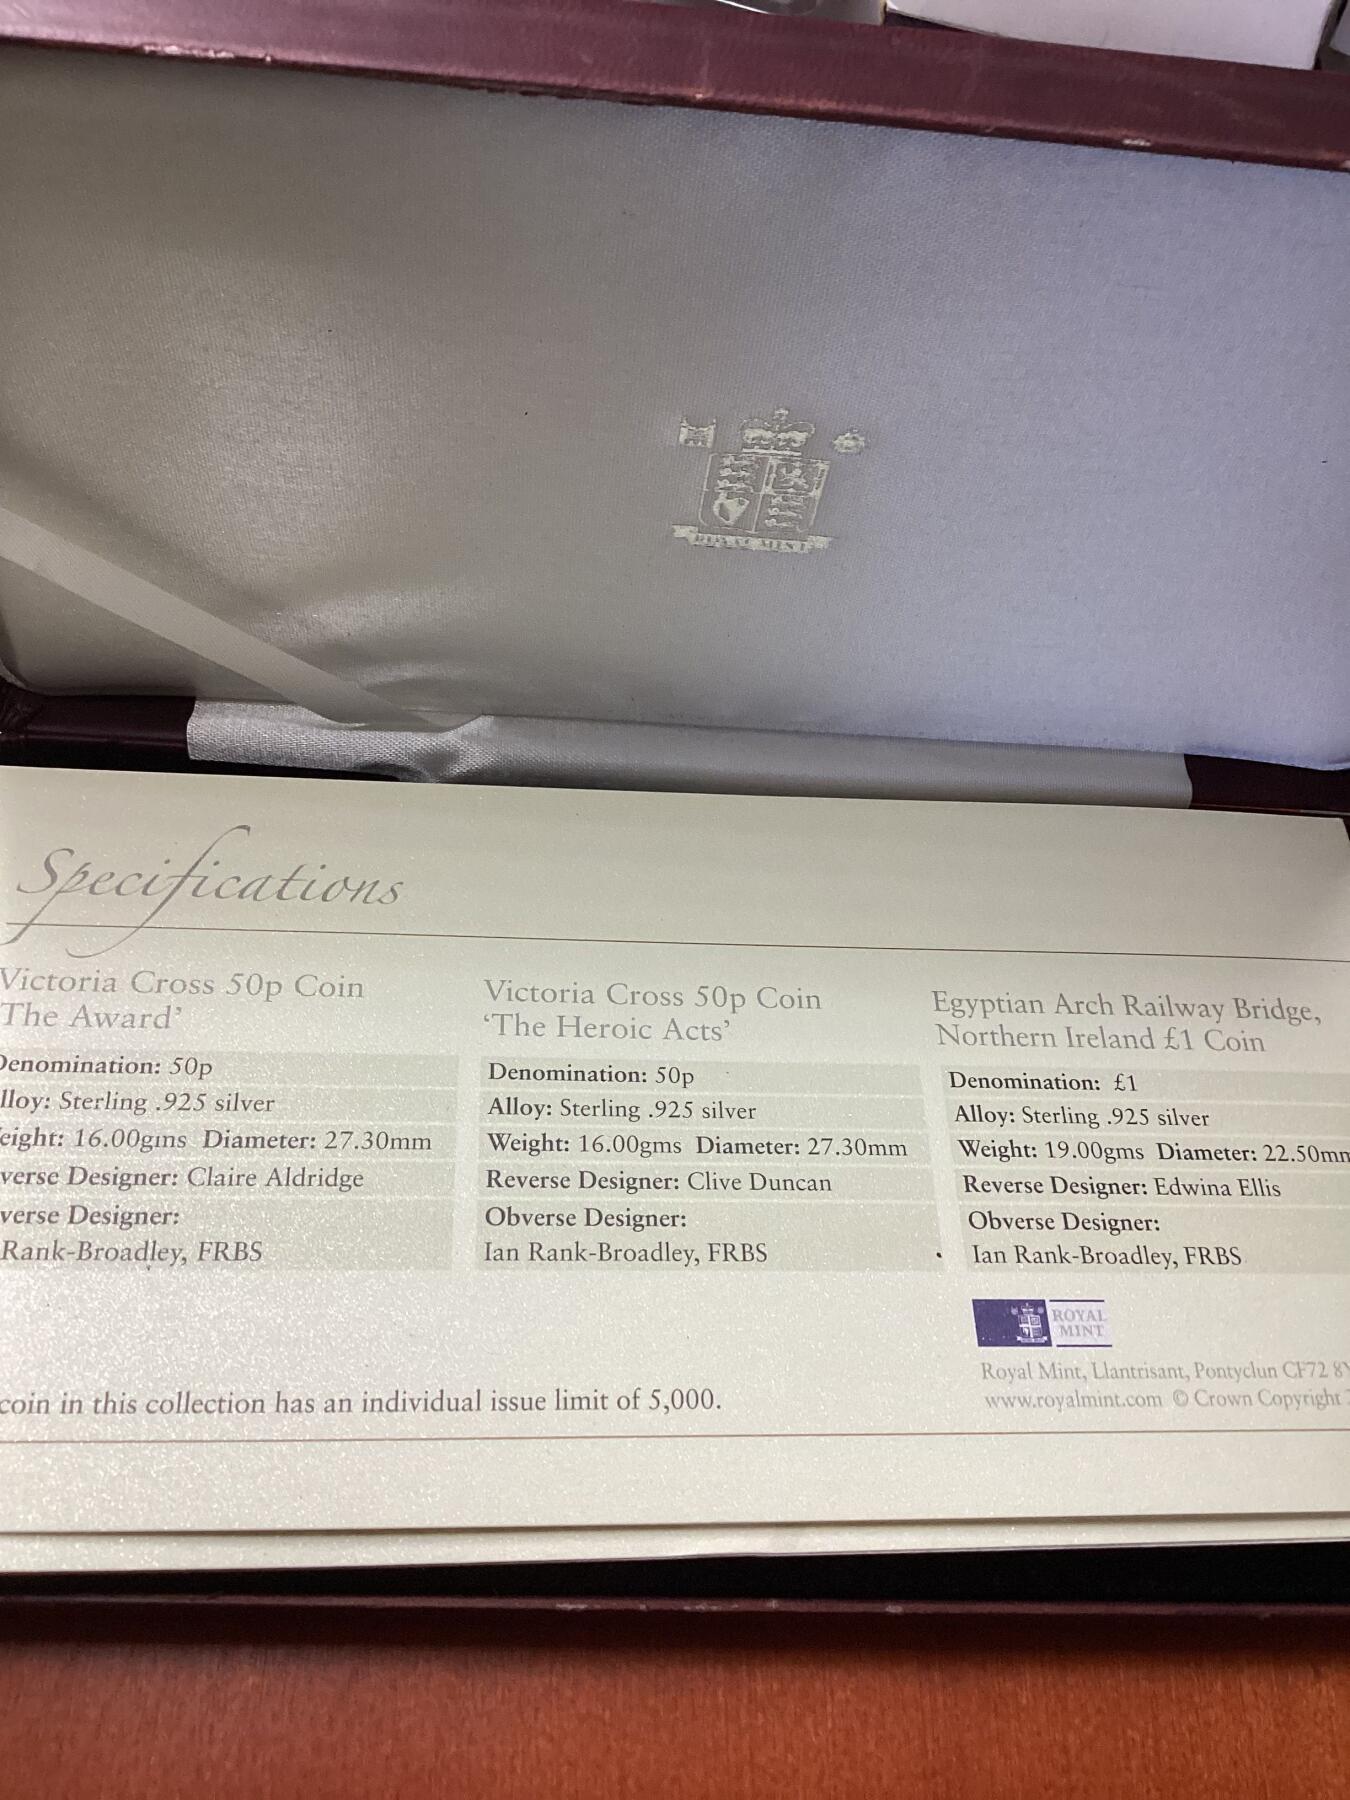 ROYAL MINT
Specifications
Victoria Cross 50p Coin
The Award’
Denomination: 50p
lloy: Sterling .925 silver
eight: 16.00gms Diameter: 27.30mm
verse Designer: Claire Aldridge
verse Designer:
Rank-Broadley, FRBS
Victoria Cross 50p Coin
‘The Heroic Acts’
Denomination: 50p
Alloy: Sterling .925 silver
Weight: 16.00gms Diameter: 27.30mm
Reverse Designer: Clive Duncan
Obverse Designer:
Ian Rank-Broadley, FRBS
Egyptian Arch Railway Bridge,
Northern Ireland £1 Coin
Denomination: £1
Alloy: Sterling .925 silver
Weight: 19.00gms Diameter: 22.50mm
Reverse Designer: Edwina Ellis
Obverse Designer:
Ian Rank-Broadley, FRBS
ROYAL
MINT
Royal Mint, Llantrisant, Pontyclun CF72 8Y
www.royalmint.com © Crown Copyright
coin in this collection has an individual issue limit of 5,000.